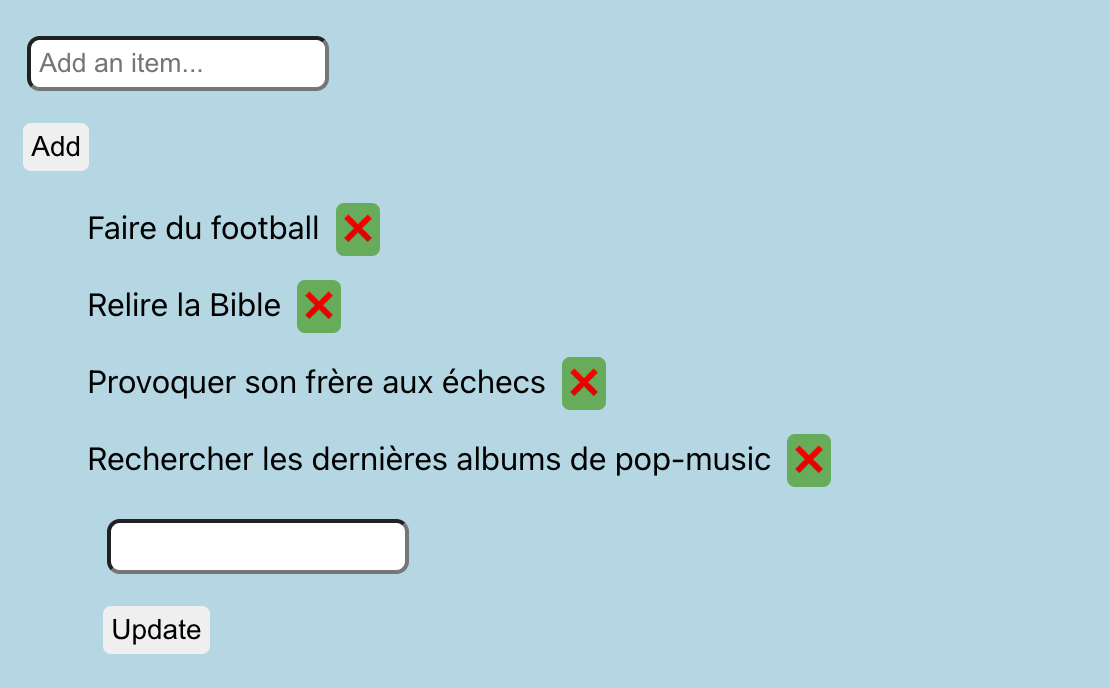 Add an item...
Add
Faire du football ❌
Relire la Bible ❌
Provoquer son frère aux échecs ❌
Rechercher les dernières albums de pop-music ❌
Update